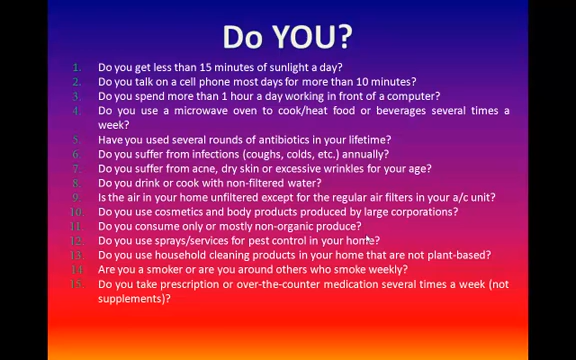 Do YOU?
1. Do you get less than 15 minutes of sunlight a day?
2. Do you talk on a cell phone most days for more than 10 minutes?
3. Do you spend more than 1 hour a day working in front of a computer?
4. Do you use a microwave oven to cook/heat food or beverages several times a
week?
5. Have you used several rounds of antibiotics in your lifetime?
6. Do you suffer from infections (coughs, colds, etc.) annually?
7. Do you suffer from acne, dry skin or excessive wrinkles for your age?
8. Do you drink or cook with non-filtered water?
9. Is the air in your home unfiltered except for the regular air filters in your a/c unit?
10. Do you use cosmetics and body products produced by large corporations?
11. Do you consume only or mostly non-organic produce?
12. Do you use sprays/services for pest control in your home?
13. Do you use household cleaning products in your home that are not plant-based?
14. Are you a smoker or are you around others who smoke weekly?
15. Do you take prescription or over-the-counter medication several times a week (not
supplements)?